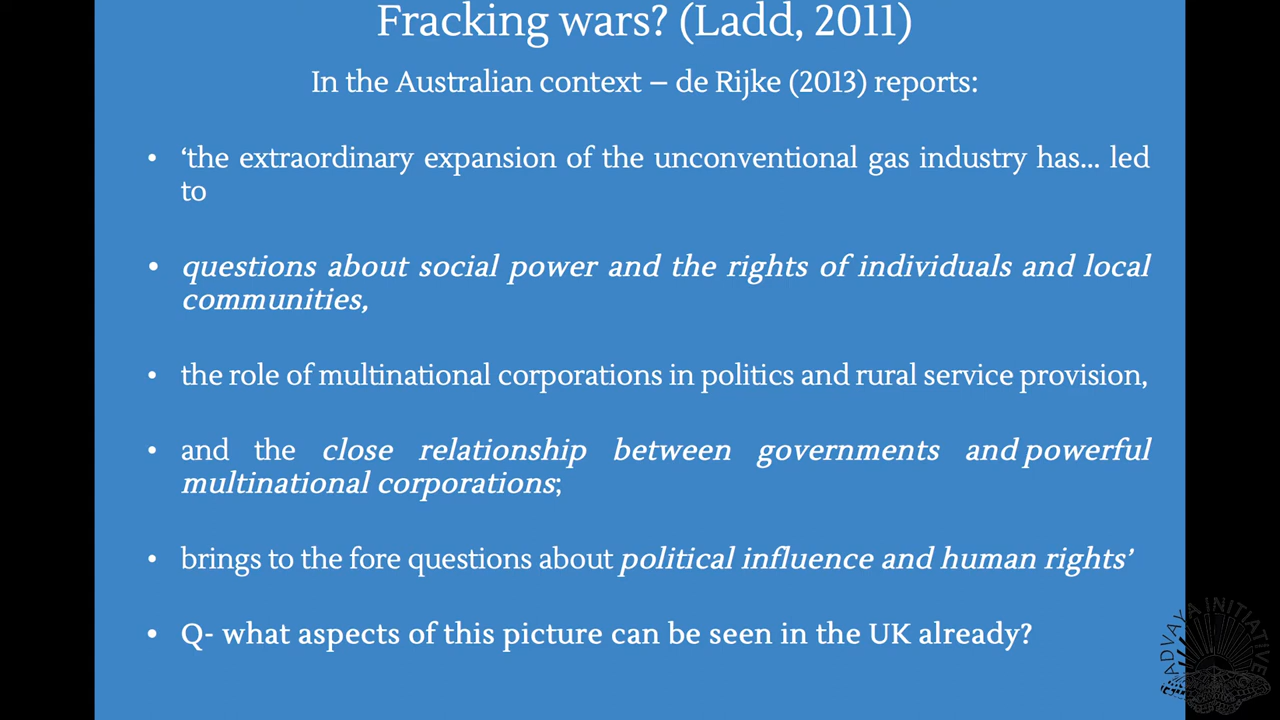 Fracking wars? (Ladd, 2011)
In the Australian context – de Rijke (2013) reports:
• ‘the extraordinary expansion of the unconventional gas industry has... led
to
• questions about social power and the rights of individuals and local
communities,
• the role of multinational corporations in politics and rural service provision,
• and the close relationship between governments and powerful
multinational corporations;
• brings to the fore questions about political influence and human rights’
• Q- what aspects of this picture can be seen in the UK already?
ADVAYA INITIATIVE